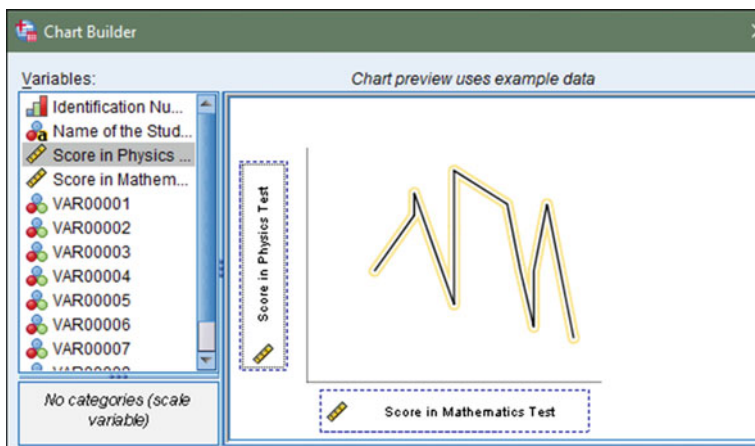 Chart Builder
Variables:
Chart preview uses example data
Identification Nu...
Name of the Stud...
Score in Physics ...
Score in Mathem...
VAR00001
VAR00002
VAR00003
VAR00004
VAR00005
VAR00006
VAR00007
No categories (scale
variable)
Score in Physics Test
Score in Mathematics Test